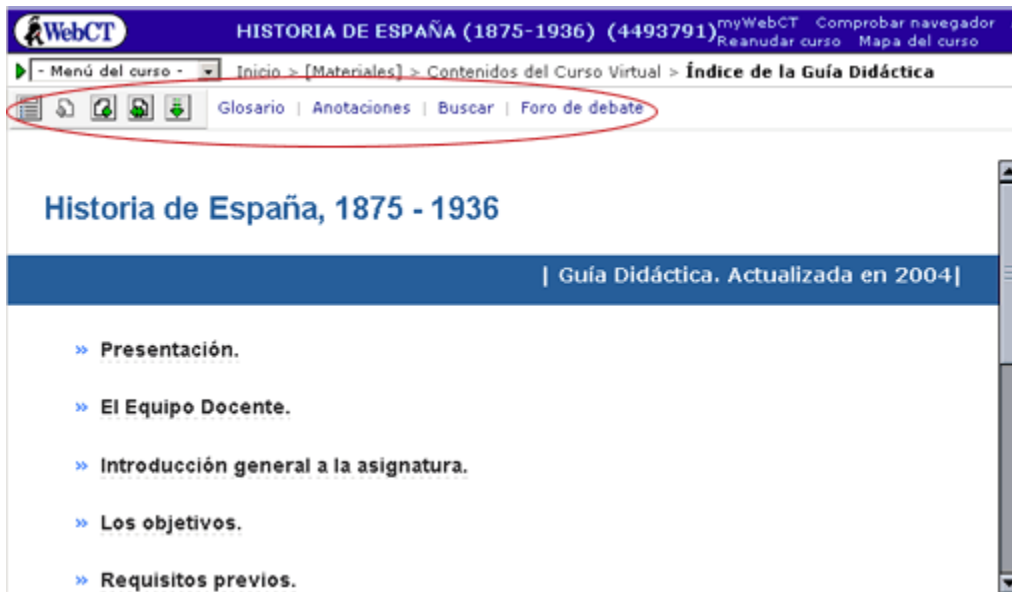 WebCT
HISTORIA DE ESPAÑA (1875-1936) (4493791)
myWebCT Comprobar navegador
Reanudar curso Mapa del curso
- Menú del curso - Inicio > [Materiales] > Contenidos del Curso Virtual > Índice de la Guía Didáctica
Glosario | Anotaciones | Buscar | Foro de debate
Historia de España, 1875 - 1936
| Guía Didáctica. Actualizada en 2004|
» Presentación.
» El Equipo Docente.
» Introducción general a la asignatura.
» Los objetivos.
» Requisitos previos.